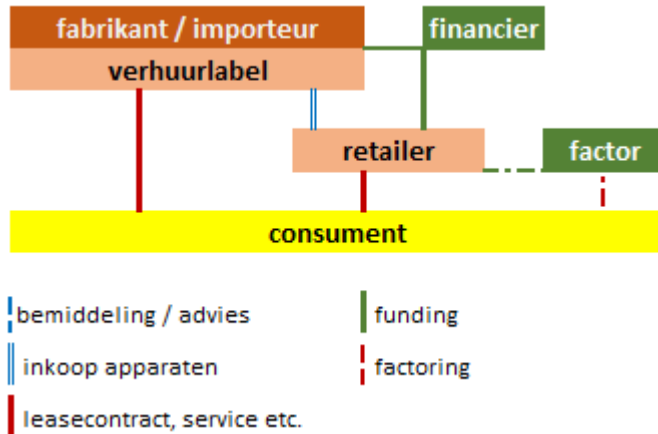 fabrikant / importeur
financier
verhuurlabel
retailer
factor
consument
bemiddeling / advies
funding
inkoop apparaten
factoring
leasecontract, service etc.